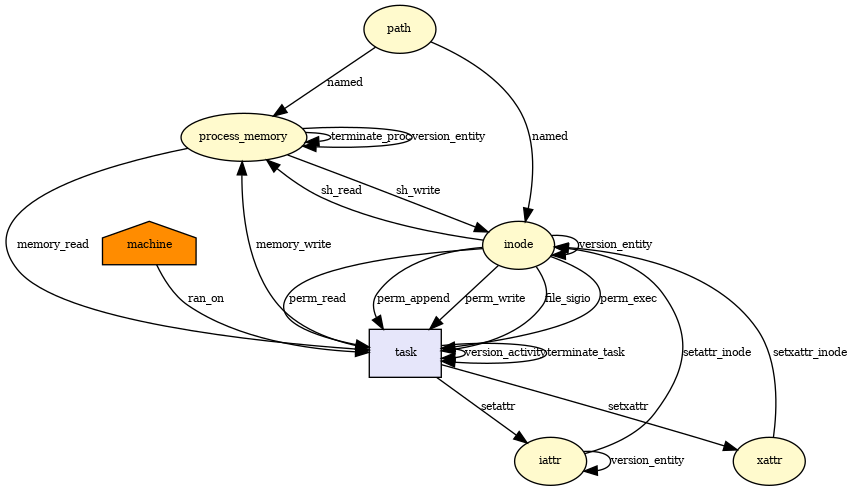 path
named
process_memory
terminate_proc
version_entity
named
sh_read
sh_write
memory_read
machine
memory_write
inode
version_entity
ran_on
perm_read
perm_append
perm_write
file_sigio
perm_exec
task
version_activity
terminate_task
setattr_inode
setxattr_inode
setattr
setxattr
iattr
version_entity
xattr